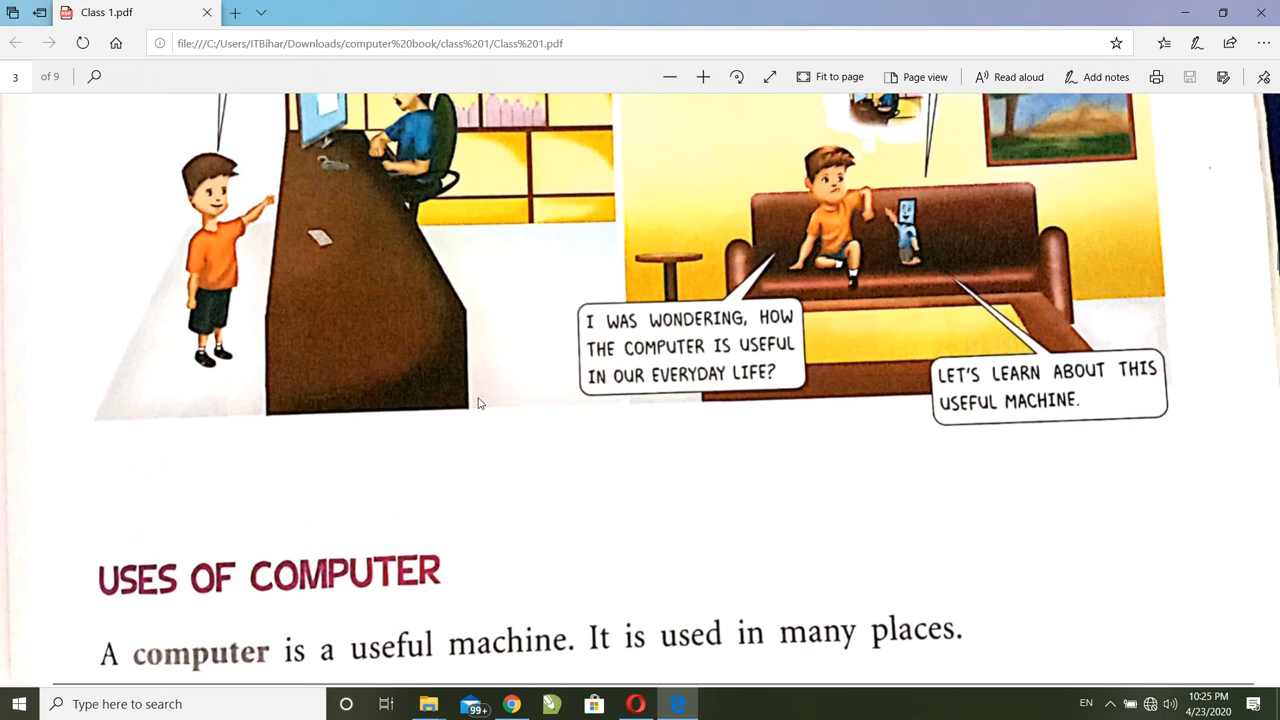 Class 1.pdf
file:///C:/Users/ITBihar/Downloads/computer%20book/class%201/Class%201.pdf
3 of 9
Fit to page
Page view
Read aloud
Add notes
I WAS WONDERING, HOW
THE COMPUTER IS USEFUL
IN OUR EVERYDAY LIFE?
LET'S LEARN ABOUT THIS
USEFUL MACHINE.
USES OF COMPUTER
A computer is a useful machine. It is used in many places.
Type here to search
99+
EN
10:25 PM
4/23/2020